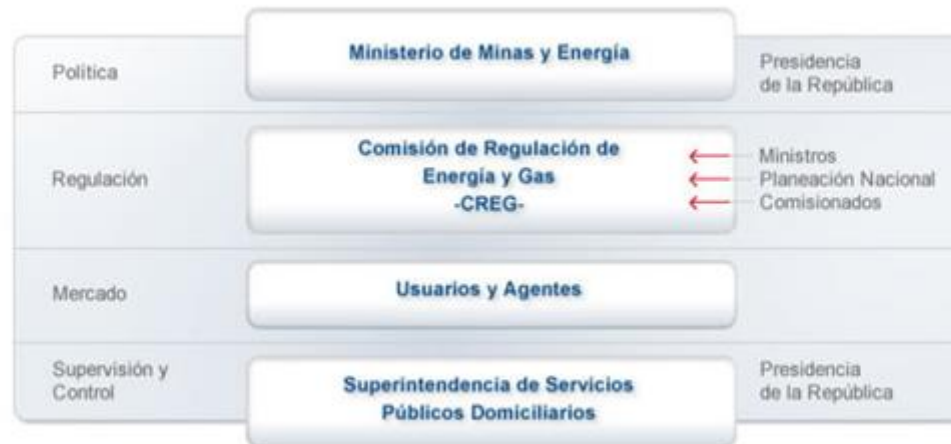 Política
Ministerio de Minas y Energía
Presidencia
de la República
Regulación
Comisión de Regulación de
Energía y Gas
-CREG-
Ministros
Planeación Nacional
Comisionados
Mercado
Usuarios y Agentes
Supervisión y
Control
Superintendencia de Servicios
Públicos Domiciliarios
Presidencia
de la República